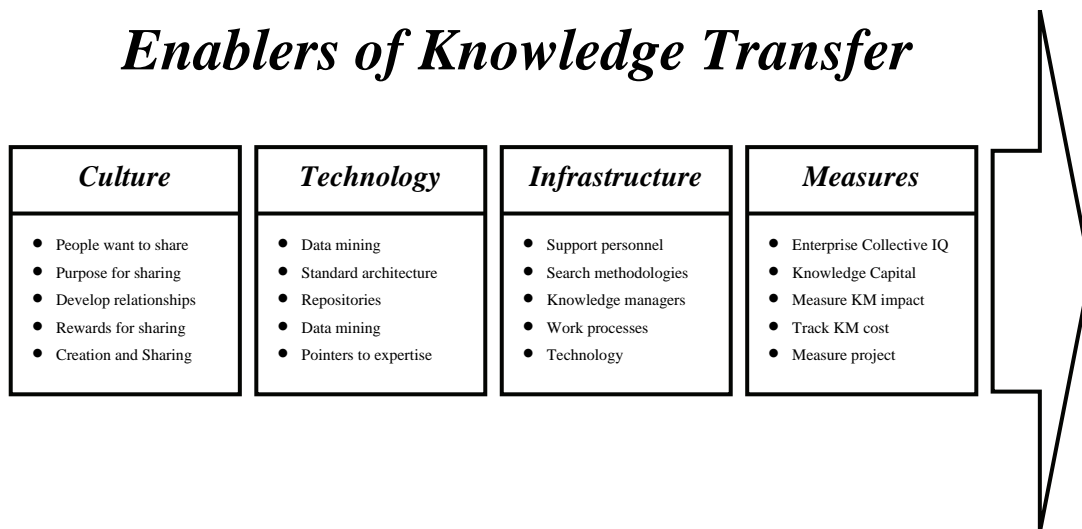 Enablers of Knowledge Transfer
Culture
● People want to share
● Purpose for sharing
● Develop relationships
● Rewards for sharing
● Creation and Sharing
Technology
● Data mining
● Standard architecture
● Repositories
● Data mining
● Pointers to expertise
Infrastructure
● Support personnel
● Search methodologies
● Knowledge managers
● Work processes
● Technology
Measures
● Enterprise Collective IQ
● Knowledge Capital
● Measure KM impact
● Track KM cost
● Measure project